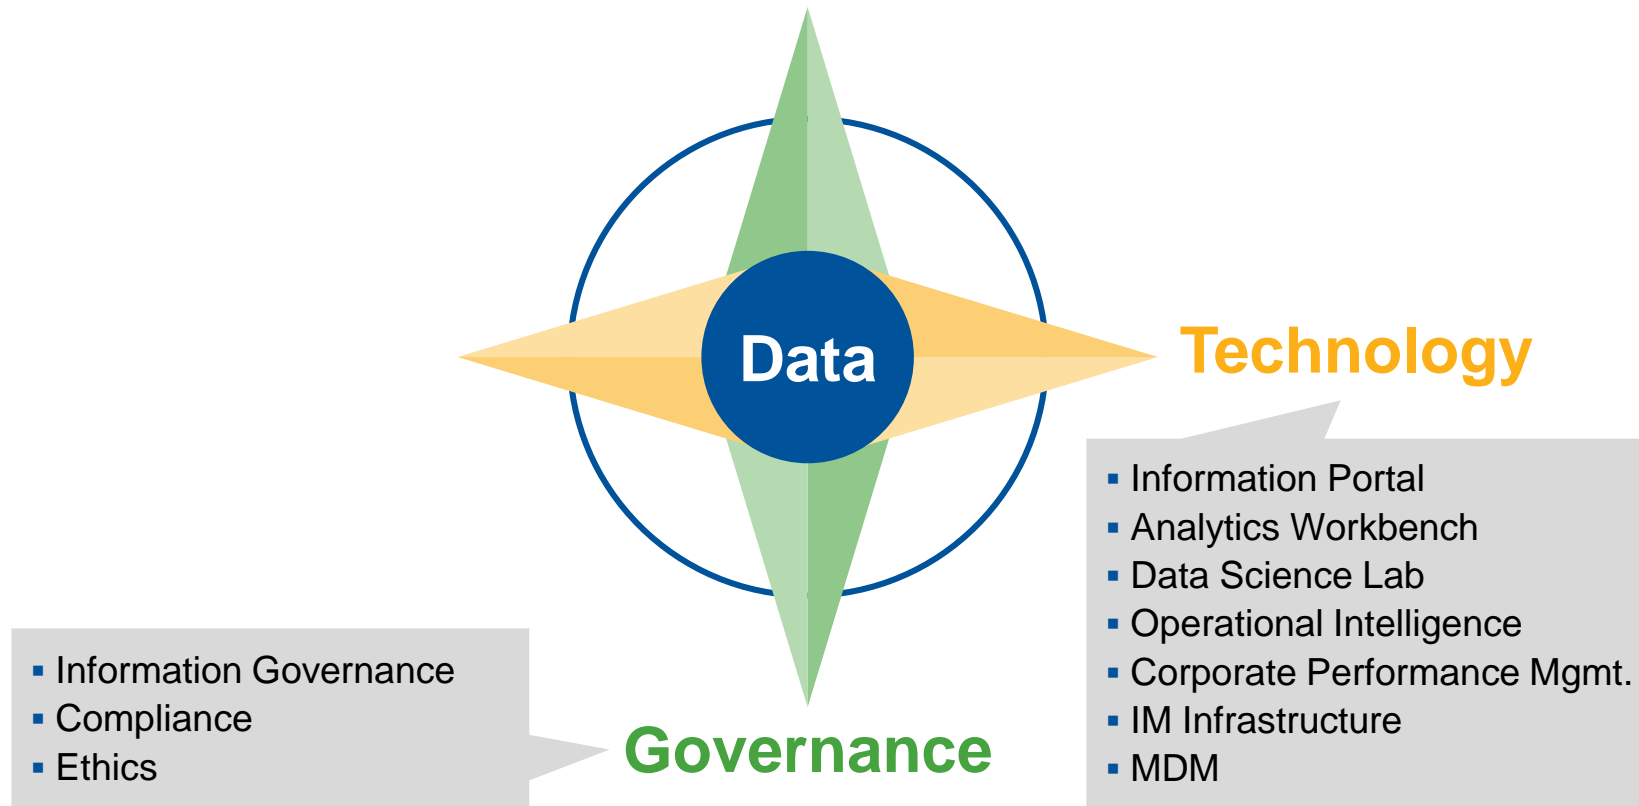 Data
Technology
Information Portal
Analytics Workbench
Data Science Lab
Operational Intelligence
Corporate Performance Mgmt.
IM Infrastructure
MDM
Information Governance
Compliance
Ethics
Governance